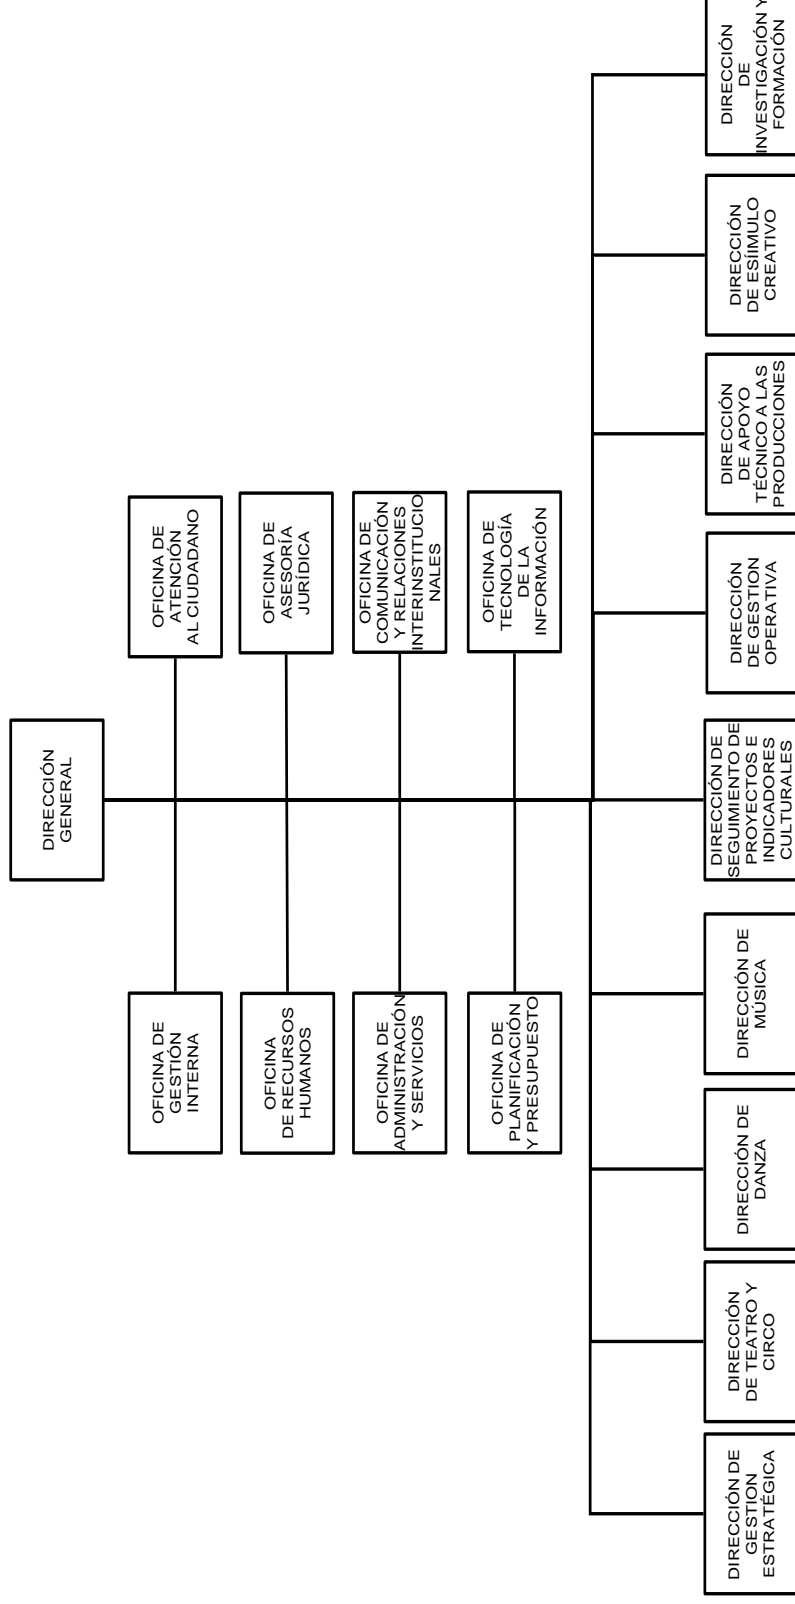 DIRECCIÓN
GENERAL
OFICINA DE
GESTIÓN
INTERNA
OFICINA DE
ATENCIÓN
AL CIUDADANO
OFICINA
DE RECURSOS
HUMANOS
OFICINA DE
ASESORÍA
JURÍDICA
OFICINA DE
ADMINISTRACIÓN
Y SERVICIOS
OFICINA DE
COMUNICACIÓN
Y RELACIONES
INTERINSTITUCIO
NALES
OFICINA DE
PLANIFICACIÓN
Y PRESUPUESTO
OFICINA DE
TECNOLOGÍA
DE LA
INFORMACIÓN
DIRECCIÓN DE
GESTION
ESTRATÉGICA
DIRECCIÓN
DE TEATRO Y
CIRCO
DIRECCIÓN DE
DANZA
DIRECCIÓN DE
MÚSICA
DIRECCIÓN DE
SEGUIMIENTO DE
PROYECTOS E
INDICADORES
CULTURALES
DIRECCIÓN
DE GESTION
OPERATIVA
DIRECCIÓN
DE APOYO
TÉCNICO A LAS
PRODUCCIONES
DIRECCIÓN
DE ESÍIMULO
CREATIVO
DIRECCIÓN
DE
INVESTIGACIÓN Y
FORMACIÓN